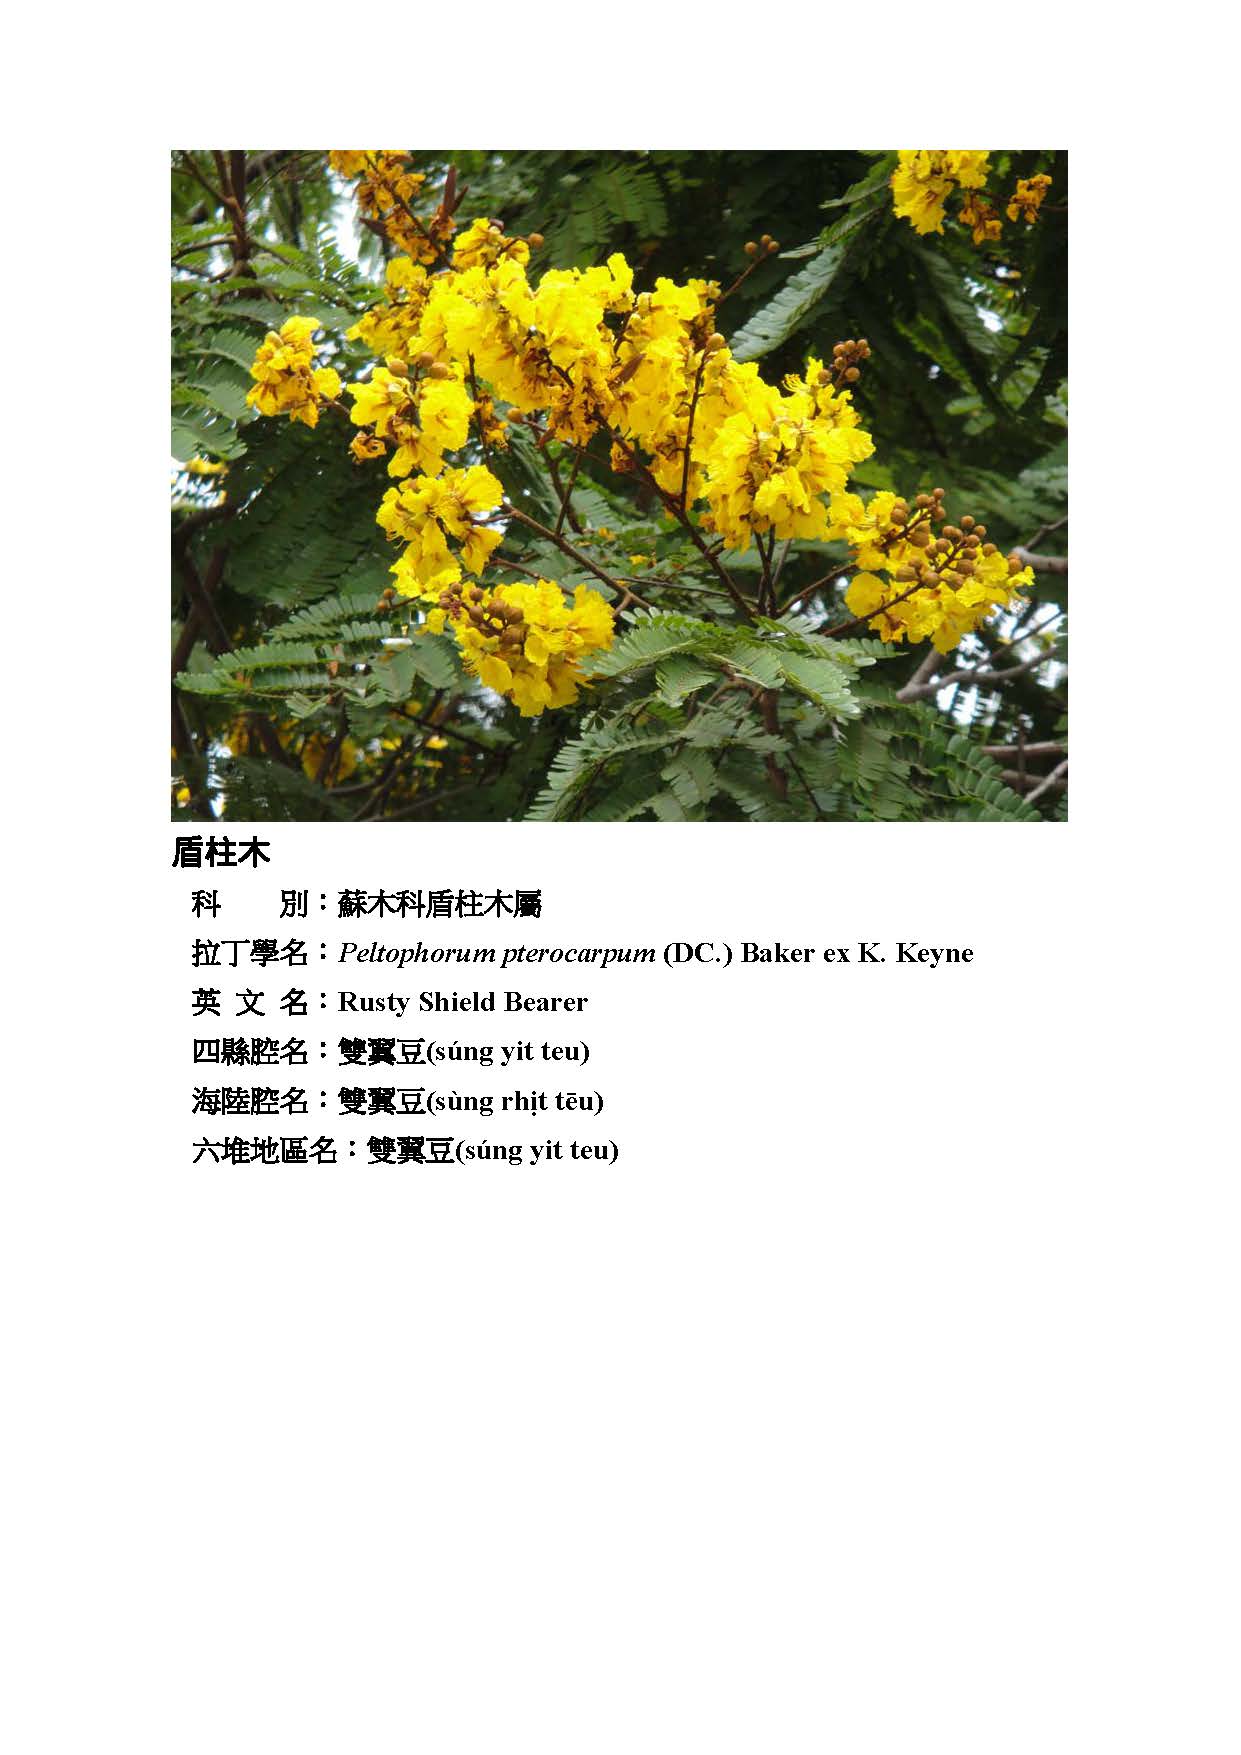 盾柱木
科　　別：蘇木科盾柱木屬
拉丁學名：Peltophorum pterocarpum (DC.) Baker ex K. Keyne
英 文 名：Rusty Shield Bearer
四縣腔名：雙翼豆(súng yit teu)
海陸腔名：雙翼豆(sùng rhi̍t tēu)
六堆地區名：雙翼豆(súng yit teu)